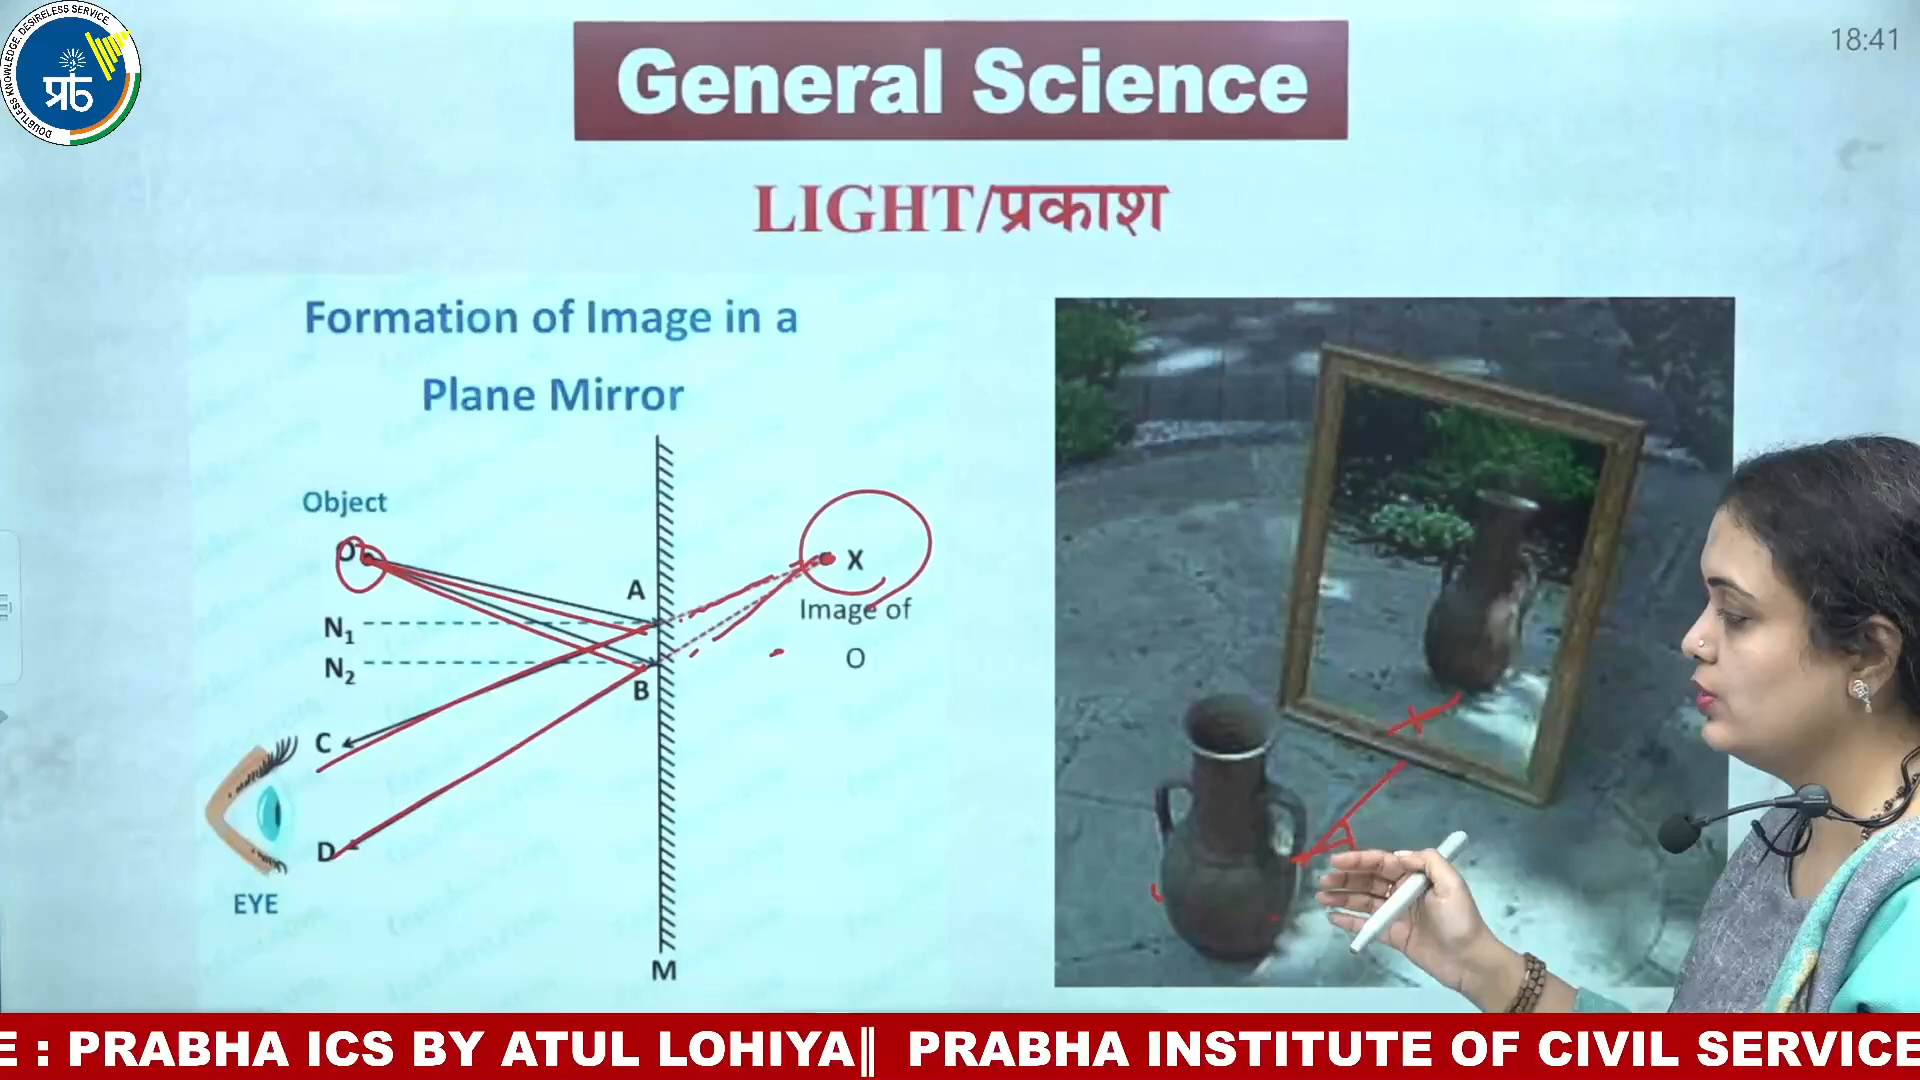 DOUBTLESS KNOWLEDGE, DESIRELESS SERVICE
प्रভ
General Science
18:41
LIGHT/प्रकाश
Formation of Image in a
Plane Mirror
Object
O
A
X
N1
Image of
N2
O
B
C
D
EYE
M
E : PRABHA ICS BY ATUL LOHIYA|| PRABHA INSTITUTE OF CIVIL SERVICE